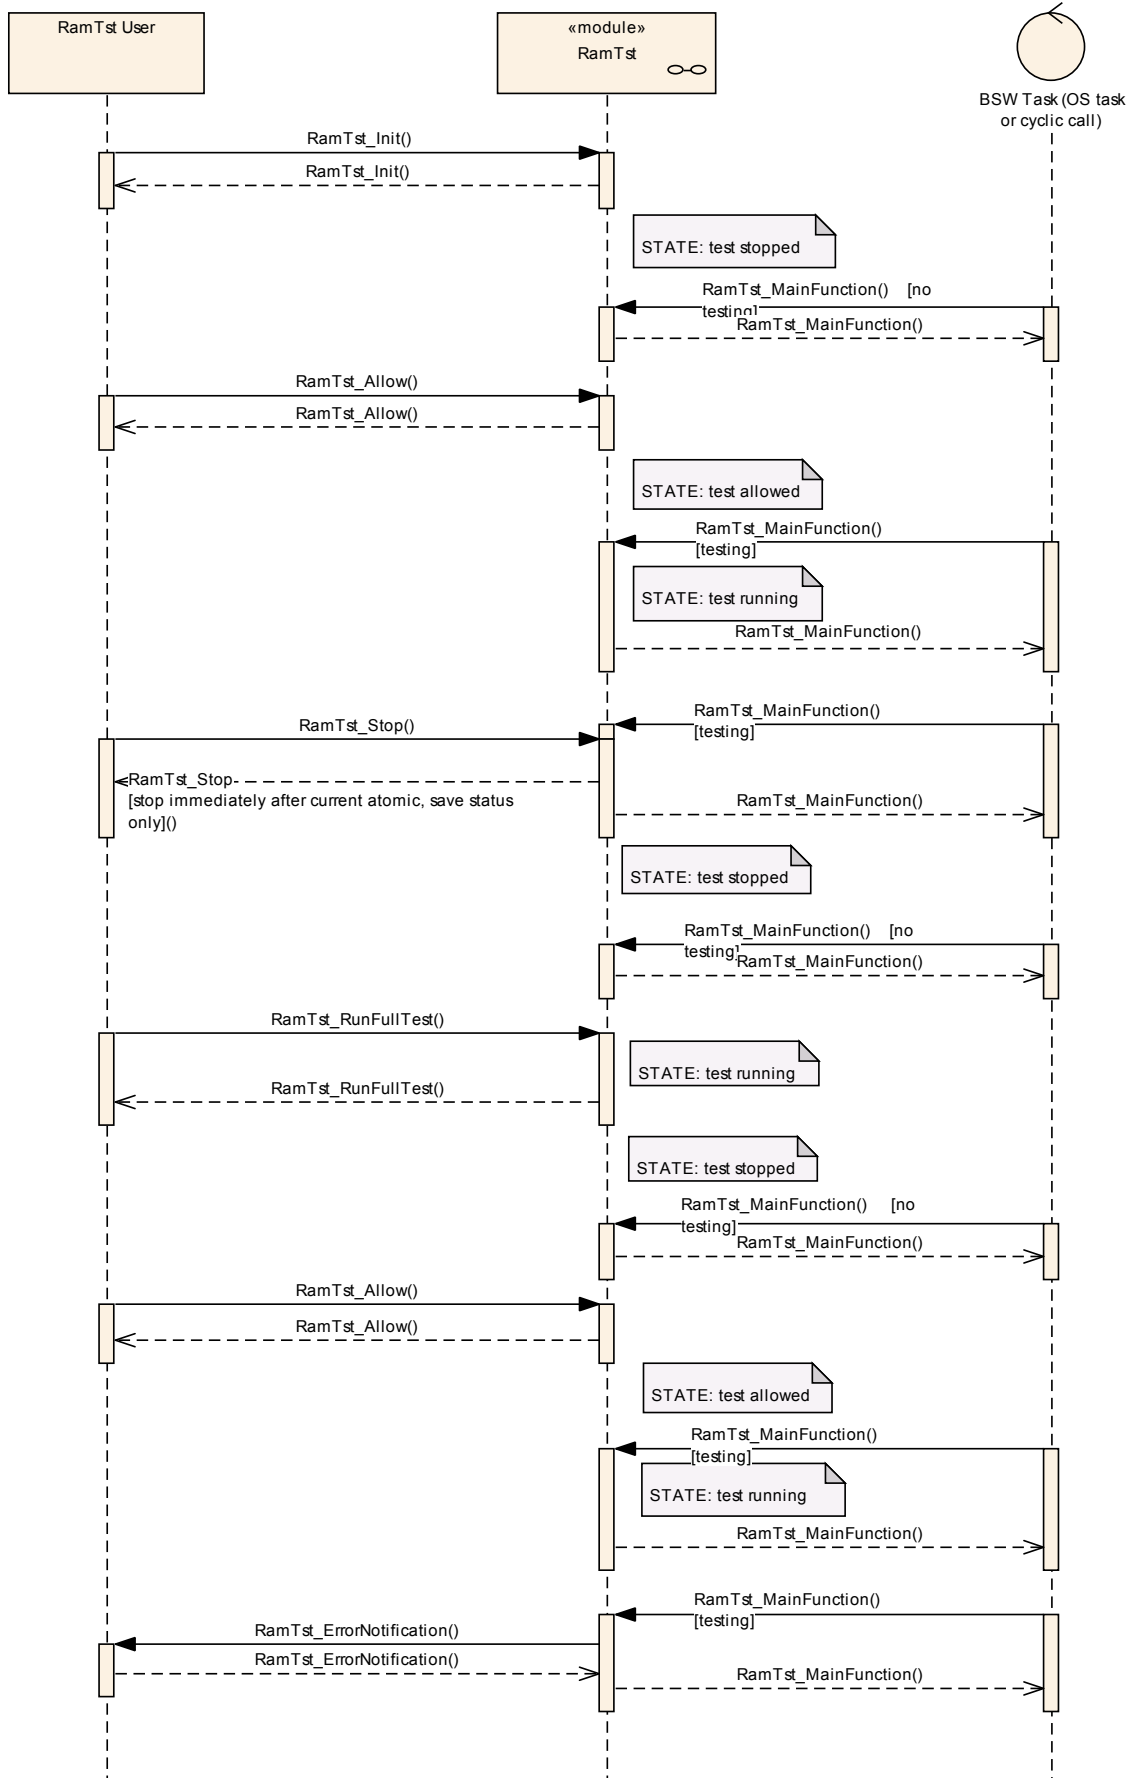 RamTst User
«module»
RamTst
BSW Task (OS task
or cyclic call)
RamTst_Init()
RamTst_Init()
STATE: test stopped
RamTst_MainFunction() [no
testing]
RamTst_MainFunction()
RamTst_Allow()
RamTst_Allow()
STATE: test allowed
RamTst_MainFunction()
[testing]
STATE: test running
RamTst_MainFunction()
RamTst_MainFunction()
[testing]
RamTst_Stop()
RamTst_Stop
[stop immediately after current atomic, save status
only]()
RamTst_MainFunction()
STATE: test stopped
RamTst_MainFunction() [no
testing]
RamTst_MainFunction()
RamTst_RunFullTest()
STATE: test running
RamTst_RunFullTest()
STATE: test stopped
RamTst_MainFunction() [no
testing]
RamTst_MainFunction()
RamTst_Allow()
RamTst_Allow()
STATE: test allowed
RamTst_MainFunction()
[testing]
STATE: test running
RamTst_MainFunction()
RamTst_MainFunction()
[testing]
RamTst_ErrorNotification()
RamTst_ErrorNotification()
RamTst_MainFunction()